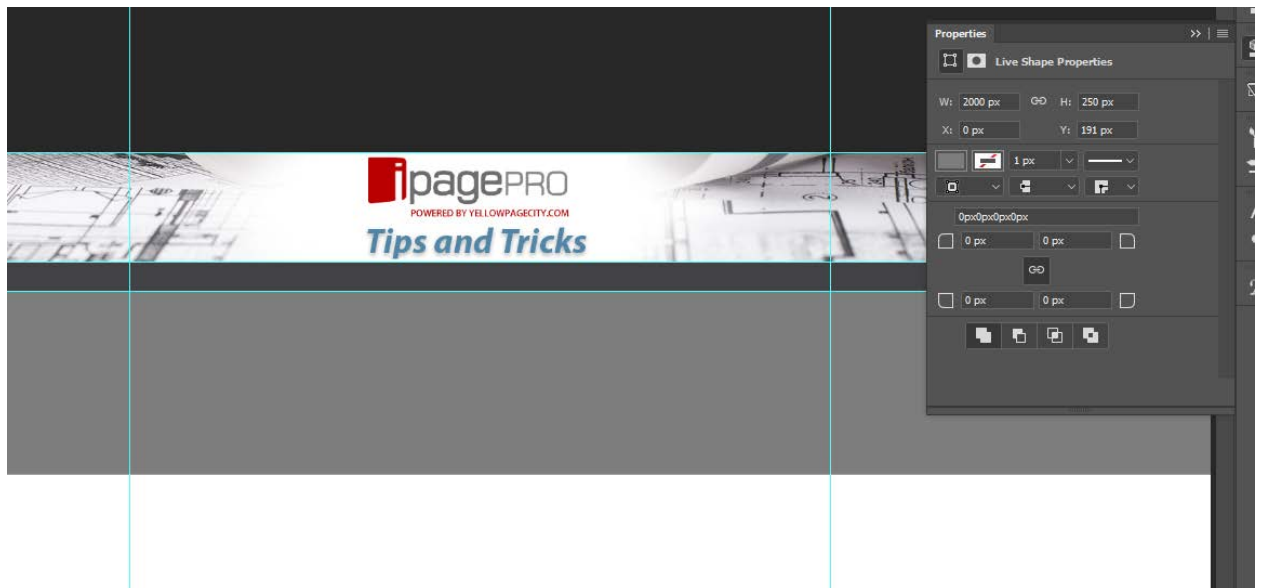 Properties
Live Shape Properties
W: 2000 px H: 250 px
X: 0 px Y: 191 px
1 px
0px0px0px0px
0 px 0 px
0 px 0 px
ipagePRO
POWERED BY YELLOWPAGECITY.COM
Tips and Tricks